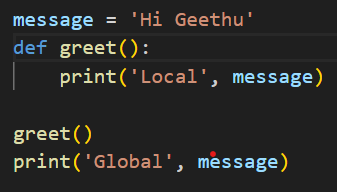 message = 'Hi Geethu'
def greet():
    print('Local', message)

greet()
print('Global', message)